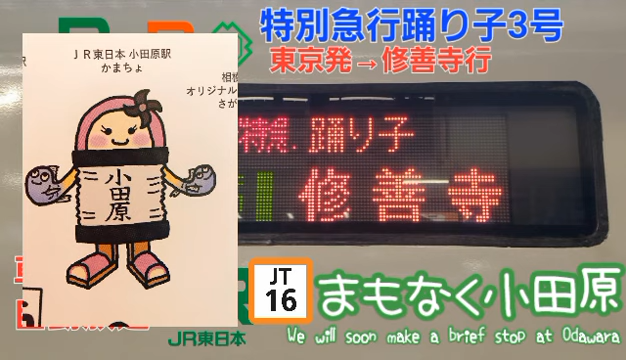 特別急行踊り子3号
東京発→修善寺行
JR東日本 小田原駅
かまちょ
相模
オリジナル
さが
小田原
特急 踊り子
修善寺
JT
16
まもなく小田原
We will soon make a brief stop at Odawara
JR東日本